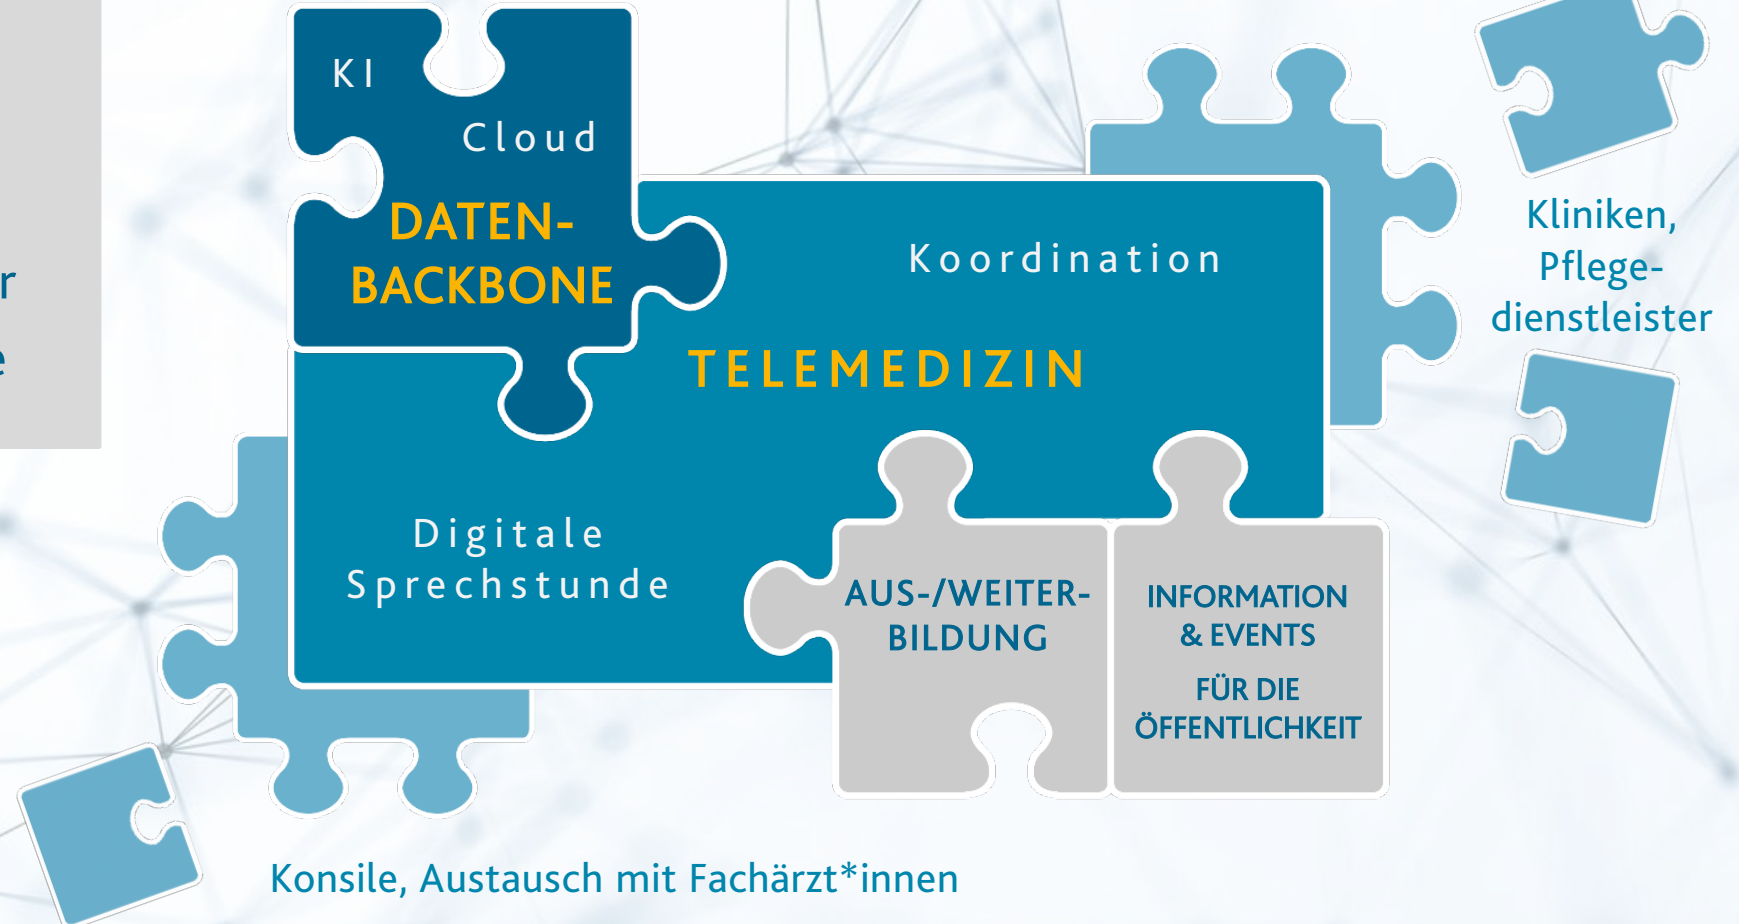 KI
Cloud
DATEN-
BACKBONE
Koordination
TELEMEDIZIN
Digitale
Sprechstunde
AUS-/WEITER-
BILDUNG
INFORMATION
& EVENTS
FÜR DIE
ÖFFENTLICHKEIT
Kliniken,
Pflege-
dienstleister
Konsile, Austausch mit Fachärzt*innen